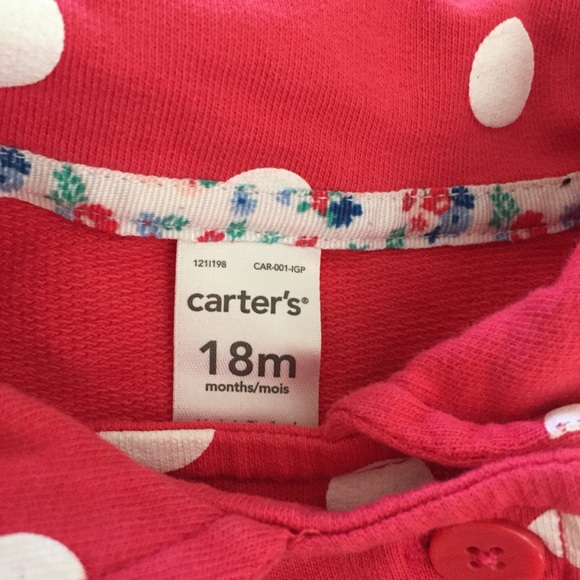 121I198 CAR-001-IGP
carter's®
18m
months/mois